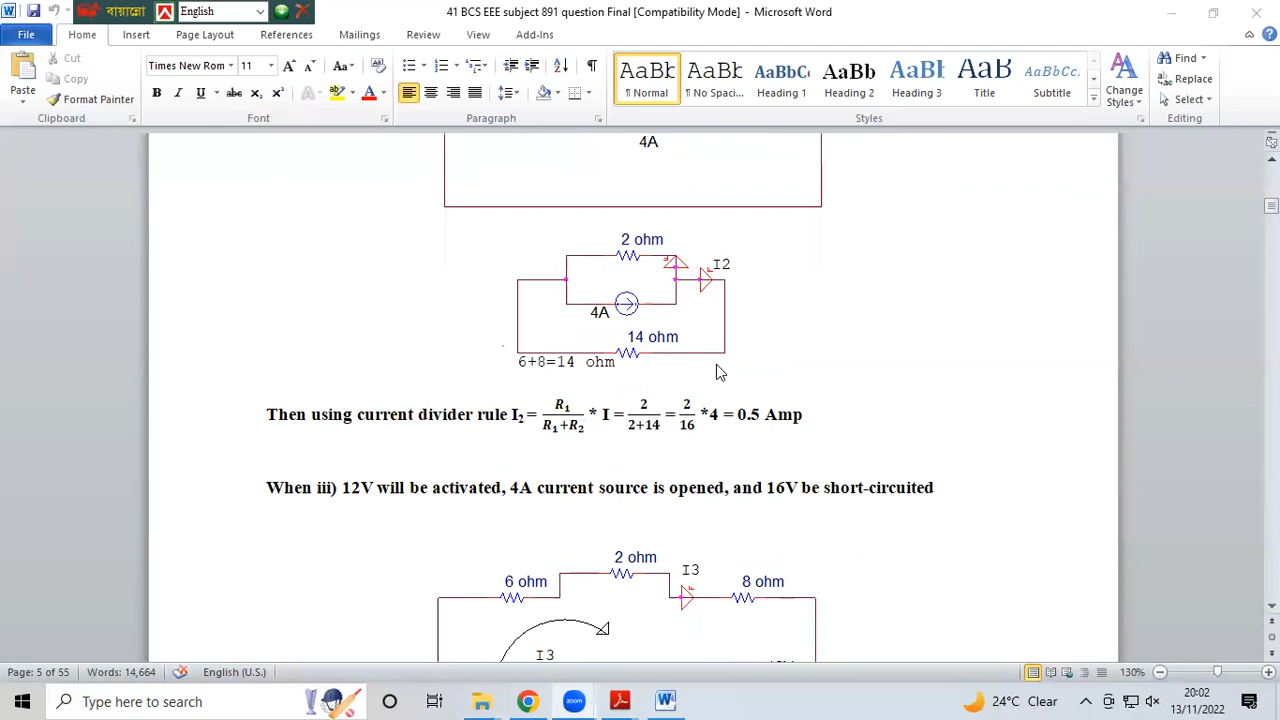 বায়ান্নো English 41 BCS EEE Subject 891 question Final [Compatibility Mode] - Micr
File Home Insert Page Layout References Mailings Review View Add-Ins
Cut
Copy
Paste
Format Painter
Times New Rom 11
AaBb AaBb AaBbCc AaBb AaBbC AaB AaBbCc.
¶ Normal ¶ No Spaci... Heading 1 Heading 2 Heading 3 Title Subtitle
Change Styles
Find
Replace
Select
Clipboard Font Paragraph Styles Editing
4A
2 ohm
I2
4A
14 ohm
6+8=14 ohm
Then using current divider rule I₂ = R₁/R₁+R₂ * I = 2/2+14 = 2/16 *4 = 0.5 Amp
When iii) 12V will be activated, 4A current source is opened, and 16V be short-circuited
2 ohm
6 ohm
I3
8 ohm
I3
Page: 5 of 55 Words: 14,664 English (U.S.) 130%
Type here to search
zoom
24°C Clear
20:02
13/11/2022